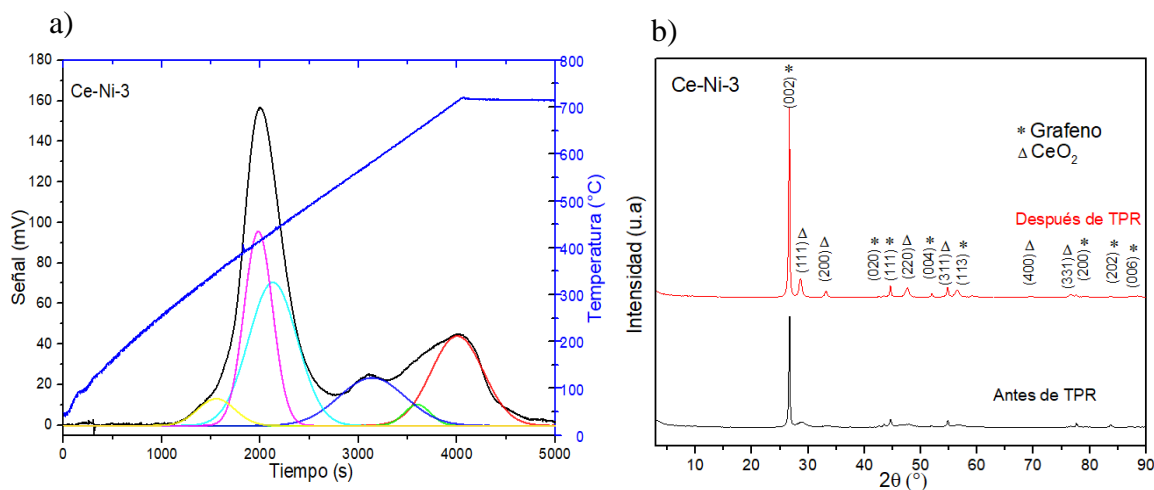 a)
180
160
140
120
100
80
60
40
20
0
Señal (mV)
Ce-Ni-3
0
1000
2000
3000
4000
5000
Tiempo (s)
800
700
600
500
400
300
200
100
0
Temperatura (°C)
b)
Ce-Ni-3
(002) *
* Grafeno
Δ CeO₂
Después de TPR
(111) Δ
(200) Δ
(020) *
(111) *
(220) Δ
(004) *
(311) Δ
(113) *
(400) Δ
(331) Δ
(200) *
(202) *
(006) *
Antes de TPR
Intensidad (u.a)
10
20
30
40
50
60
70
80
90
2θ (°)